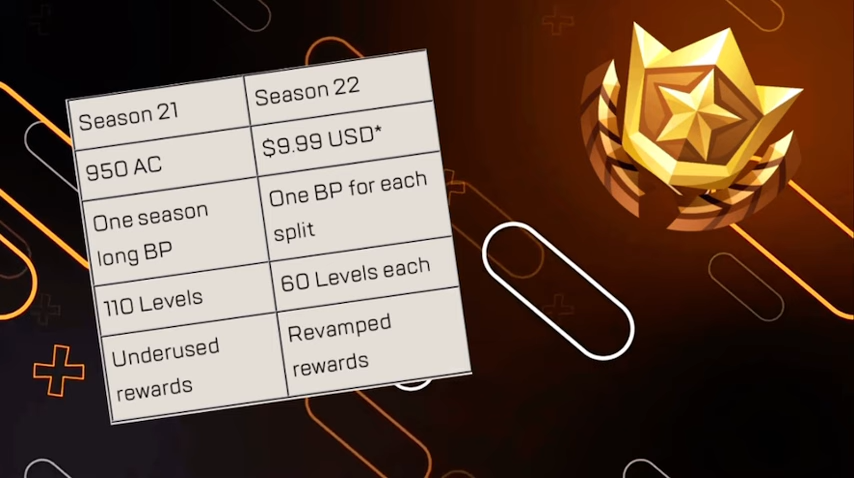 Season 21
Season 22
950 AC
$9.99 USD*
One season
long BP
One BP for each
split
110 Levels
60 Levels each
Underused
rewards
Revamped
rewards